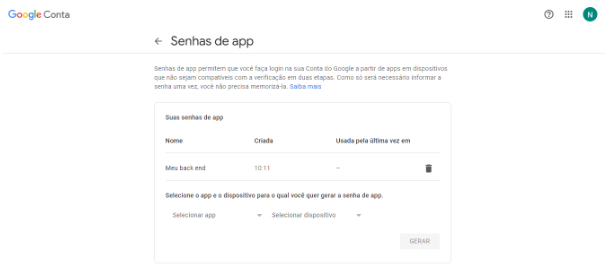 Google Conta
N
← Senhas de app
Senhas de app permitem que você faça login na sua Conta do Google a partir de apps em dispositivos
que não sejam compatíveis com a verificação em duas etapas. Como só será necessário informar a
senha uma vez, você não precisa memorizá-la. Saiba mais
Suas senhas de app
Nome Criada Usada pela última vez em
Meu back end 10:11 –
Selecione o app e o dispositivo para o qual você quer gerar a senha de app.
Selecionar app Selecionar dispositivo
GERAR